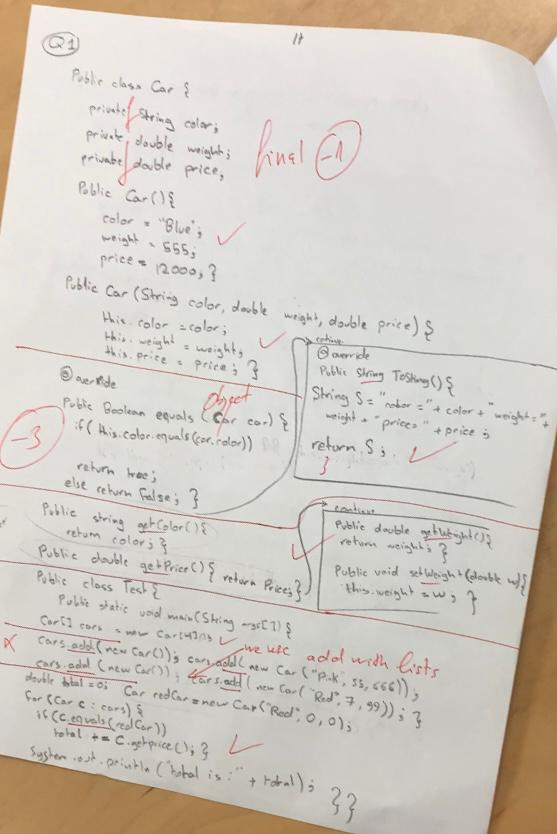 Q1
Public class Car {
private String color;
private double weight;
private double price;
final -1
Public Car(){
color = "Blue";
weight = 555;
price = 12000; }
Public Car (String color, double weight, double price) {
this.color = color;
this.weight = weight;
this.price = price; }
@override
Object
Public Boolean equals (Car car) {
-3
if( this.color.equals(car.color))
return true;
else return False; }
contine
@override
Public String ToString() {
String S = "color =" + color + "weight=" +
weight + "price=" + price ;
return S ;
}
Public string getColor(){
return color; }
Public double getPrice() { return Price; }
continue
Public double getWeight(){
return weight; }
Public void setWeight(double w){
this.weight = w; }
Public class Test {
Public static void main(String args[]) {
Car[] cars = new Car[4]();
we use add with lists
X cars.add(new Car()); cars.add( new Car ("Pink", 55, 666));
cars.add (new Car()); cars.add( new Car( "Red", 7, 99)); }
double total = 0; Car redCar = new Car("Red", 0, 0);
for (Car c : cars) {
if (c.equals(redCar))
total += c.getprice(); }
System.out.println ("total is :" + total) ; }}